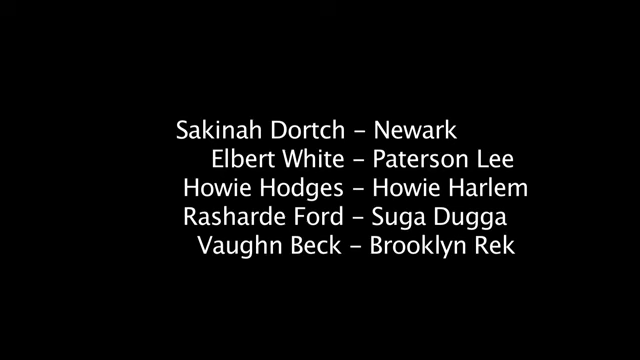 Sakinah Dortch – Newark
Elbert White – Paterson Lee
Howie Hodges – Howie Harlem
Rasharde Ford – Suga Dugga
Vaughn Beck – Brooklyn Rek